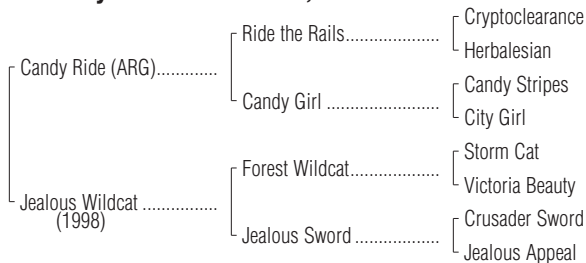 Cryptoclearance
Ride the Rails.....................
Herbalesian
Candy Ride (ARG).............
Candy Stripes
Candy Girl ........................
City Girl
Storm Cat
Forest Wildcat...................
Victoria Beauty
Jealous Wildcat ................
(1998)
Crusader Sword
Jealous Sword ..................
Jealous Appeal